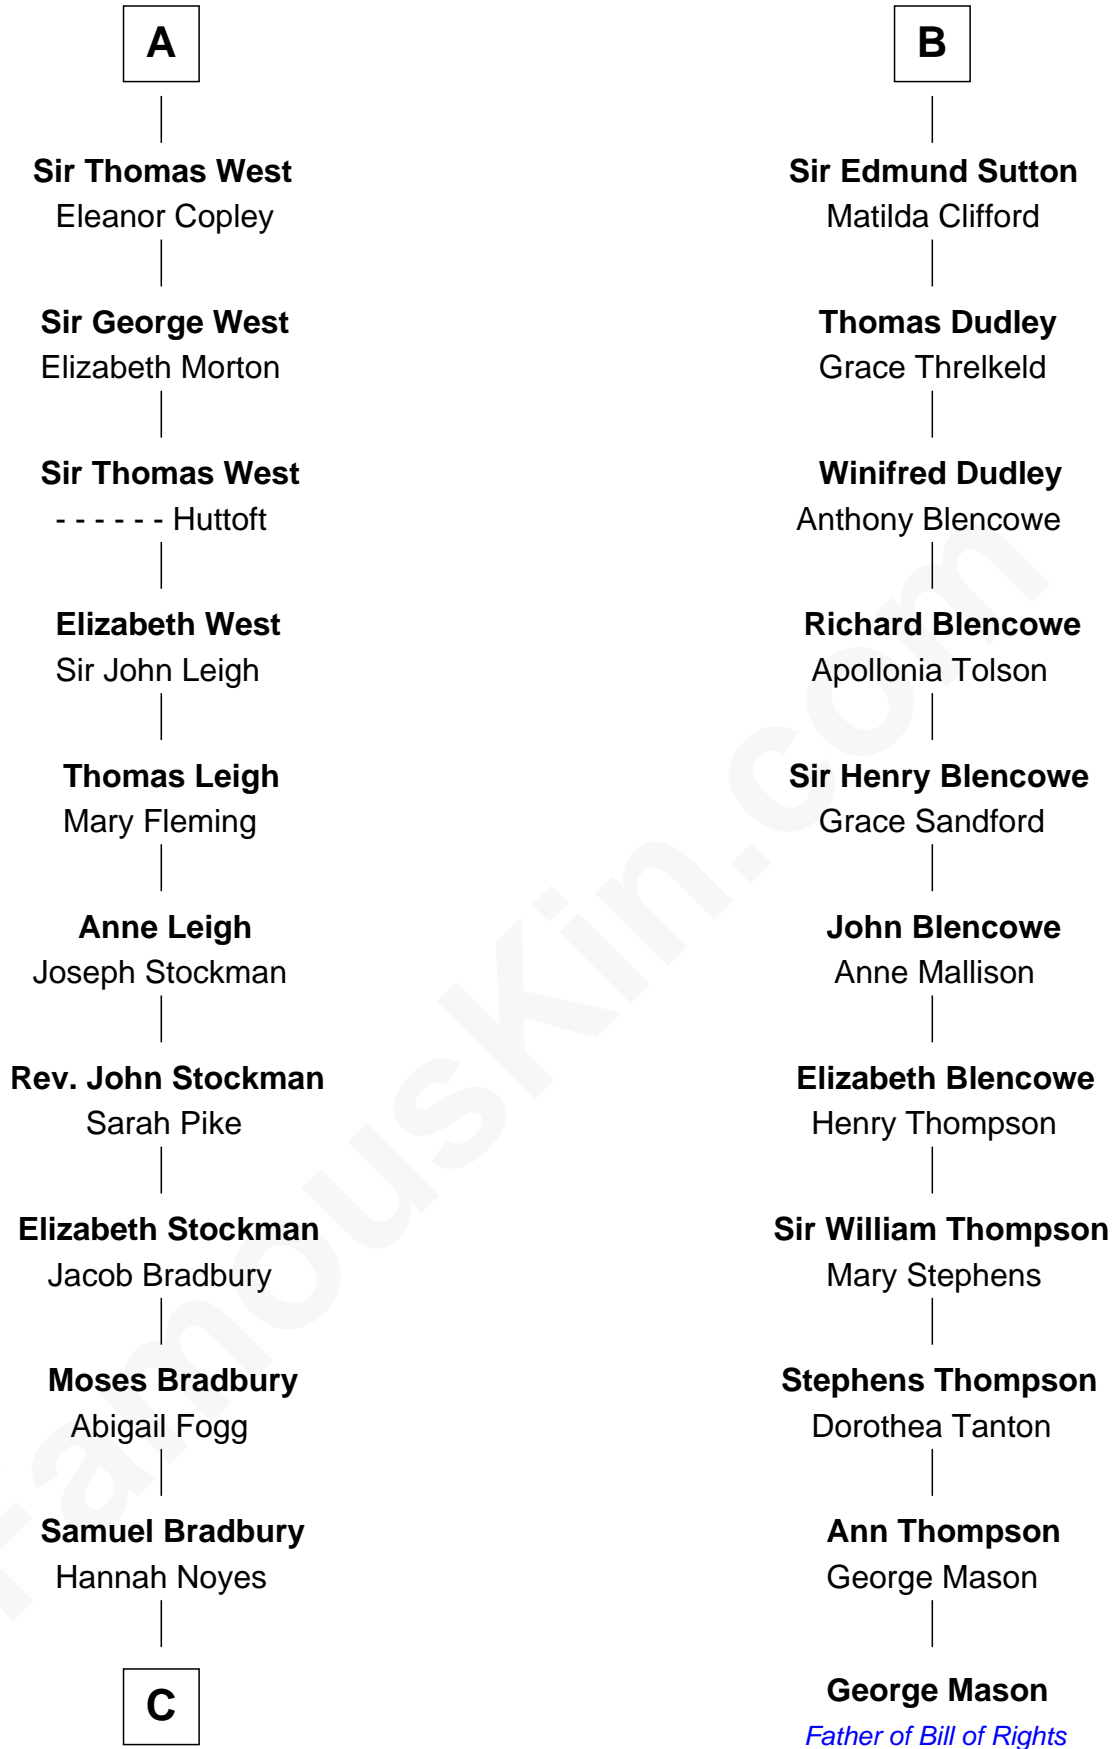 A
Sir Thomas West
Eleanor Copley
Sir George West
Elizabeth Morton
Sir Thomas West
- - - - - - Huttoft
Elizabeth West
Sir John Leigh
Thomas Leigh
Mary Fleming
Anne Leigh
Joseph Stockman
Rev. John Stockman
Sarah Pike
Elizabeth Stockman
Jacob Bradbury
Moses Bradbury
Abigail Fogg
Samuel Bradbury
Hannah Noyes
C
B
Sir Edmund Sutton
Matilda Clifford
Thomas Dudley
Grace Threlkeld
Winifred Dudley
Anthony Blencowe
Richard Blencowe
Apollonia Tolson
Sir Henry Blencowe
Grace Sandford
John Blencowe
Anne Mallison
Elizabeth Blencowe
Henry Thompson
Sir William Thompson
Mary Stephens
Stephens Thompson
Dorothea Tanton
Ann Thompson
George Mason
George Mason
Father of Bill of Rights
FamousKin.com